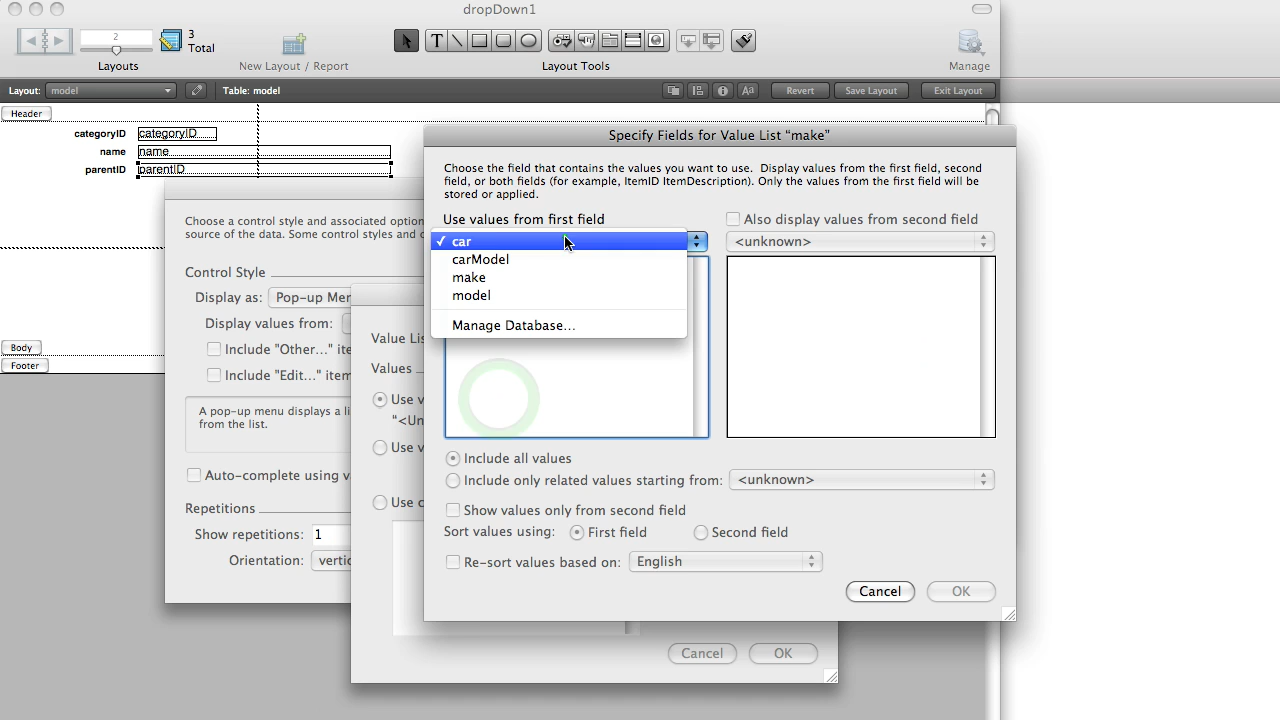 dropDown1
2
3
Total
Layouts
New Layout / Report
T
Layout Tools
Manage
Layout:
model
Table: model
Aa
Revert
Save Layout
Exit Layout
Header
categoryID
categoryID
name
name
parentID
parentID
Body
Footer
Choose a control style and associated option
source of the data. Some control styles and
Control Style
Display as:
Pop-up Mer
Display values from:
Include "Other..." ite
Include "Edit..." item
A pop-up menu displays a li
from the list.
Auto-complete using v
Repetitions
Show repetitions:
1
Orientation:
vertic
Value Lis
Values
Use v
"<Un
Use v
Use c
Cancel
OK
Specify Fields for Value List "make"
Choose the field that contains the values you want to use. Display values from the first field, second
field, or both fields (for example, ItemID ItemDescription). Only the values from the first field will be
stored or applied.
Use values from first field
Also display values from second field
✓ car
carModel
make
model
Manage Database...
<unknown>
Include all values
Include only related values starting from:
<unknown>
Show values only from second field
Sort values using:
First field
Second field
Re-sort values based on:
English
Cancel
OK